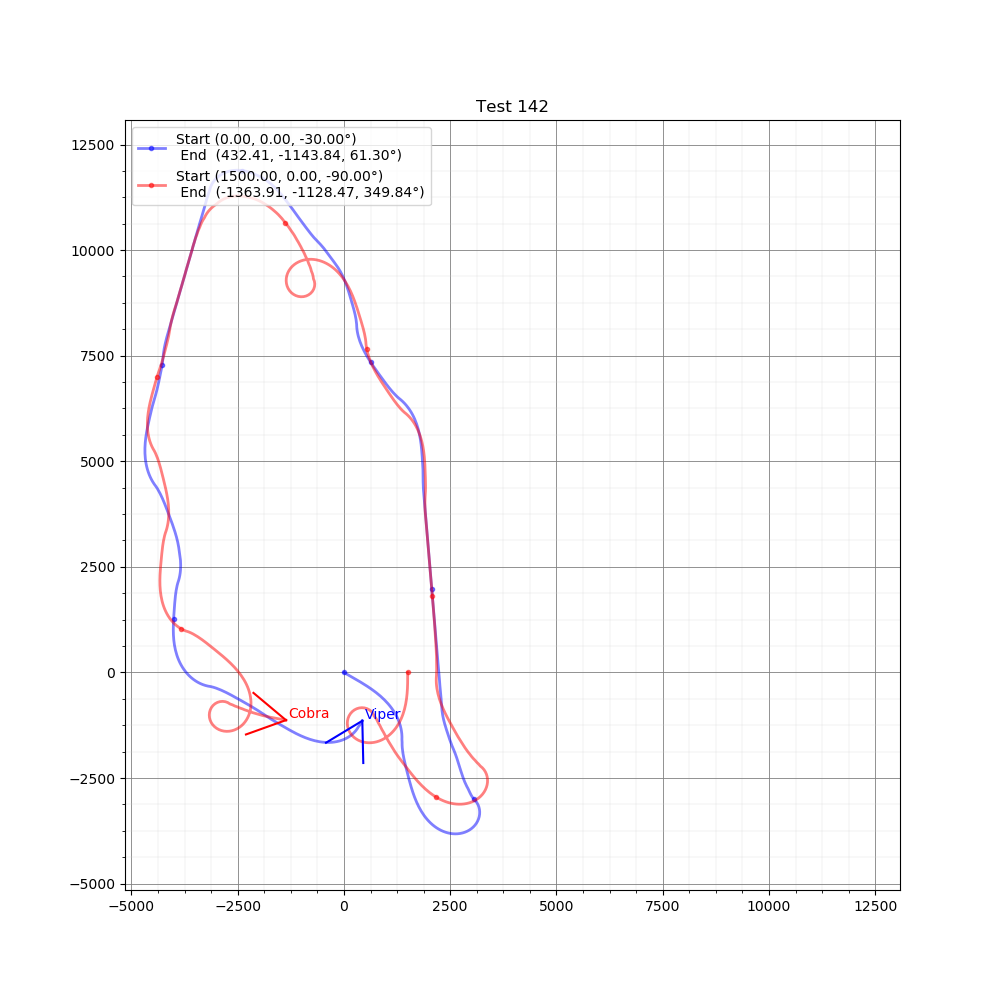 Test 142
Start (0.00, 0.00, -30.00°)
End (432.41, -1143.84, 61.30°)
Start (1500.00, 0.00, -90.00°)
End (-1363.91, -1128.47, 349.84°)
12500
10000
7500
5000
2500
0
−2500
−5000
Cobra
Viper
−5000 −2500 0 2500 5000 7500 10000 12500